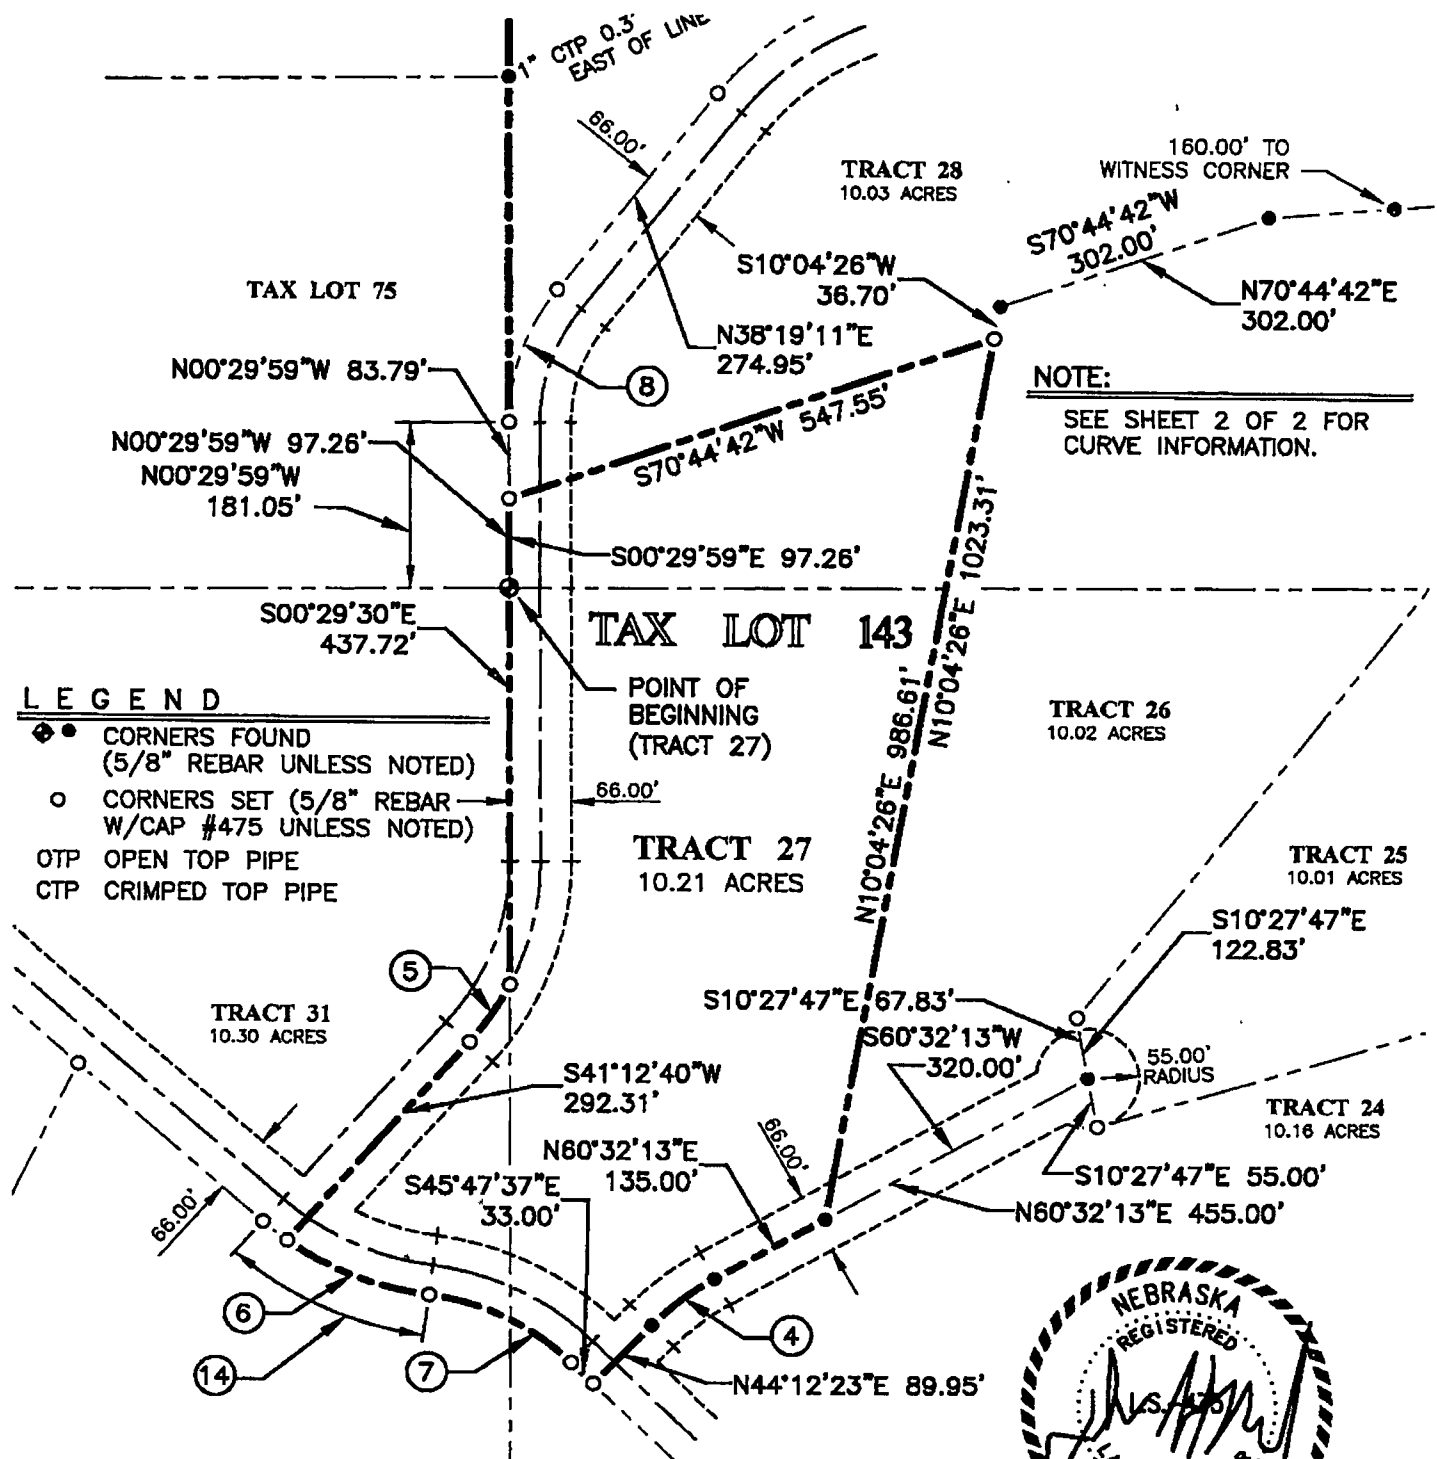 1" CTP 0.3'
EAST OF LINE
66.00'
TRACT 28
10.03 ACRES
160.00' TO
WITNESS CORNER
S70°44'42"W
302.00'
S10°04'26"W
36.70'
N70°44'42"E
302.00'
TAX LOT 75
N38°19'11"E
274.95'
N00°29'59"W 83.79'
8
NOTE:
SEE SHEET 2 OF 2 FOR
CURVE INFORMATION.
N00°29'59"W 97.26'
N00°29'59"W
181.05'
S70°44'42"W 547.55'
S00°29'59"E 97.26'
N10°04'26"E 1023.31'
N10°04'26"E 986.61'
S00°29'30"E
437.72'
TAX LOT 143
POINT OF
BEGINNING
(TRACT 27)
LEGEND
CORNERS FOUND
(5/8" REBAR UNLESS NOTED)
CORNERS SET (5/8" REBAR
W/CAP #475 UNLESS NOTED)
OTP OPEN TOP PIPE
CTP CRIMPED TOP PIPE
TRACT 26
10.02 ACRES
66.00'
TRACT 27
10.21 ACRES
TRACT 25
10.01 ACRES
S10°27'47"E
122.83'
5
TRACT 31
10.30 ACRES
S10°27'47"E 67.83'
S60°32'13"W
320.00'
55.00'
RADIUS
S41°12'40"W
292.31'
TRACT 24
10.16 ACRES
66.00'
N60°32'13"E
135.00'
S10°27'47"E 55.00'
S45°47'37"E
33.00'
N60°32'13"E 455.00'
66.00'
6
4
14
7
N44°12'23"E 89.95'
NEBRASKA
REGISTERED
L.S.-475